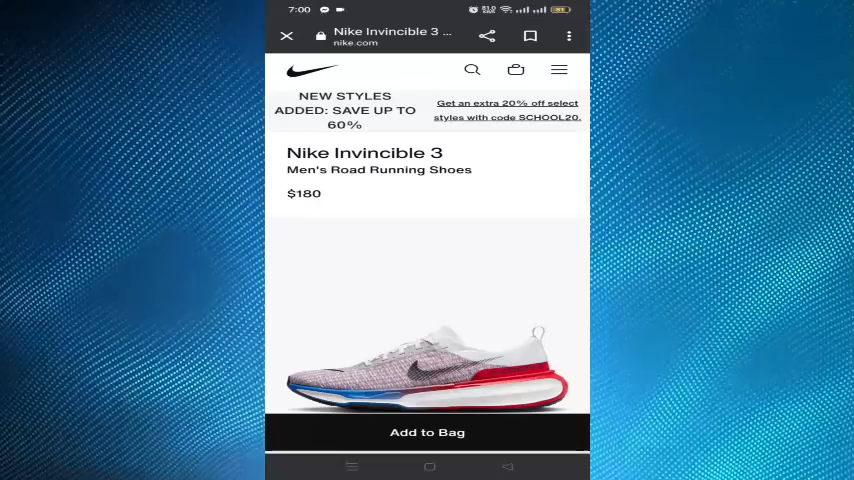 7:00
Nike Invincible 3 ...
nike.com
NEW STYLES
ADDED: SAVE UP TO
60%
Get an extra 20% off select
styles with code SCHOOL20.
Nike Invincible 3
Men's Road Running Shoes
$180
Add to Bag